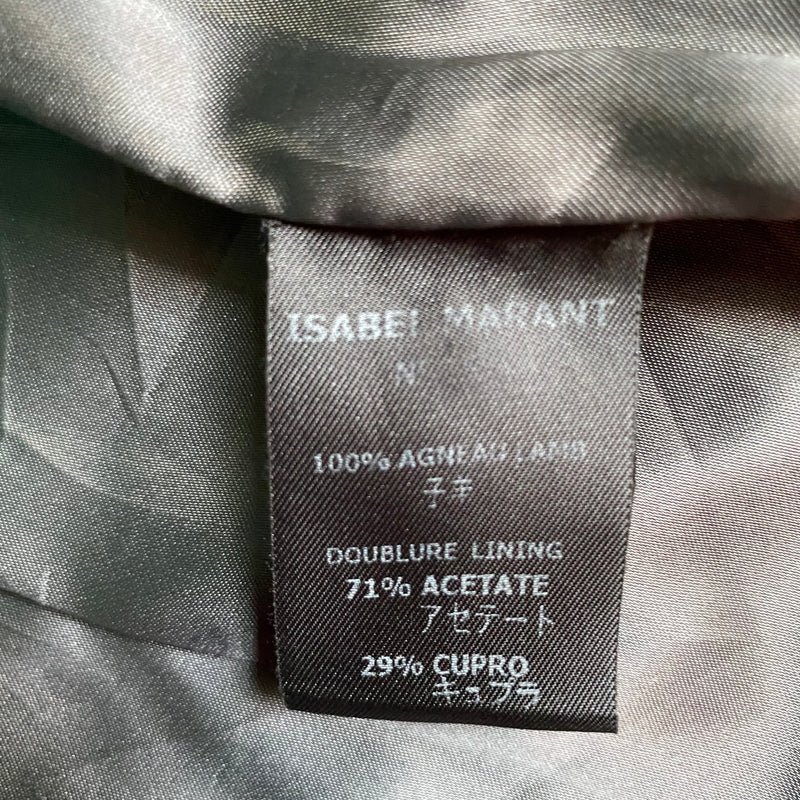 ISABEL MARANT
100% AGNEAU LAMB
子羊
DOUBLURE LINING
71% ACETATE
アセテート
29% CUPRO
キュプラ